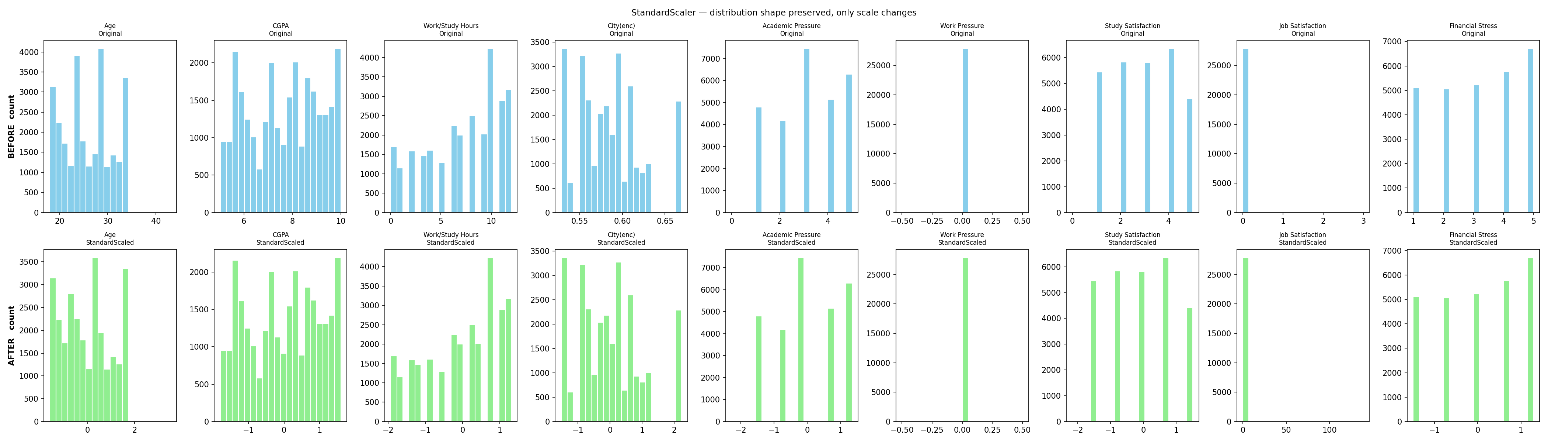 StandardScaler — distribution shape preserved, only scale changes
Age
Original
BEFORE count
4000
3500
3000
2500
2000
1500
1000
500
0
20 30 40
CGPA
Original
2000
1500
1000
500
0
6 8 10
Work/Study Hours
Original
4000
3500
3000
2500
2000
1500
1000
500
0
0 5 10
City(enc)
Original
3500
3000
2500
2000
1500
1000
500
0
0.55 0.60 0.65
Academic Pressure
Original
7000
6000
5000
4000
3000
2000
1000
0
0 2 4
Work Pressure
Original
25000
20000
15000
10000
5000
0
−0.50 −0.25 0.00 0.25 0.50
Study Satisfaction
Original
6000
5000
4000
3000
2000
1000
0
0 2 4
Job Satisfaction
Original
25000
20000
15000
10000
5000
0
0 1 2 3
Financial Stress
Original
7000
6000
5000
4000
3000
2000
1000
0
1 2 3 4 5
Age
StandardScaled
AFTER count
3500
3000
2500
2000
1500
1000
500
0
0 2
CGPA
StandardScaled
2000
1500
1000
500
0
−1 0 1
Work/Study Hours
StandardScaled
4000
3500
3000
2500
2000
1500
1000
500
0
−2 −1 0 1
City(enc)
StandardScaled
3500
3000
2500
2000
1500
1000
500
0
−1 0 1 2
Academic Pressure
StandardScaled
7000
6000
5000
4000
3000
2000
1000
0
−2 −1 0 1
Work Pressure
StandardScaled
25000
20000
15000
10000
5000
0
−0.50 −0.25 0.00 0.25 0.50
Study Satisfaction
StandardScaled
6000
5000
4000
3000
2000
1000
0
−2 −1 0 1
Job Satisfaction
StandardScaled
25000
20000
15000
10000
5000
0
0 50 100
Financial Stress
StandardScaled
7000
6000
5000
4000
3000
2000
1000
0
−1 0 1